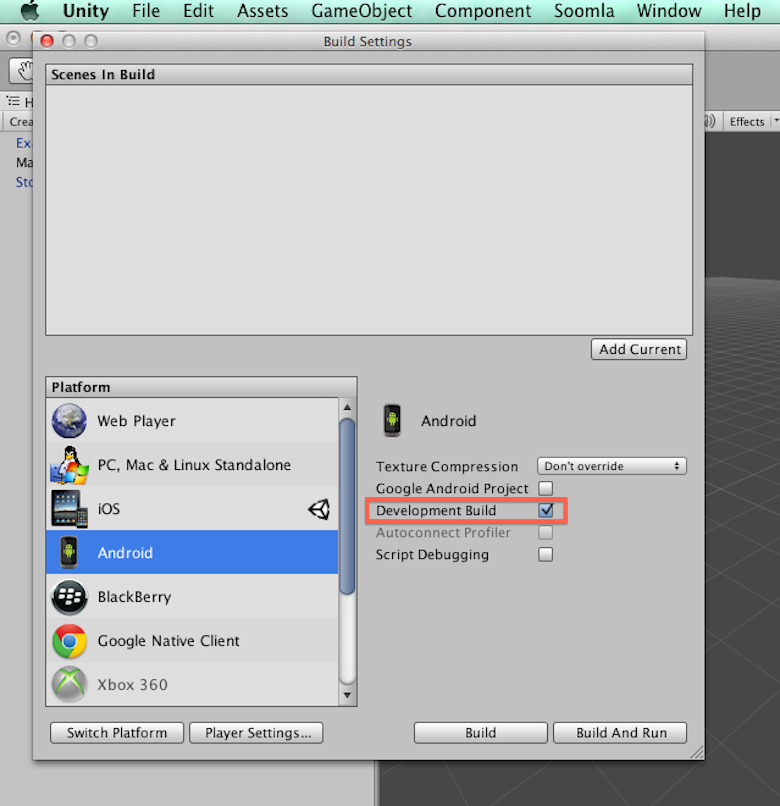 Unity File Edit Assets GameObject Component Soomla Window Help
Build Settings
Scenes In Build
H
Crea
Effects
Exa
Ma
Sto
Add Current
Platform
Web Player
PC, Mac & Linux Standalone
iOS
Android
BlackBerry
Google Native Client
Xbox 360
Android
Texture Compression Don't override
Google Android Project
Development Build
Autoconnect Profiler
Script Debugging
Switch Platform Player Settings... Build Build And Run